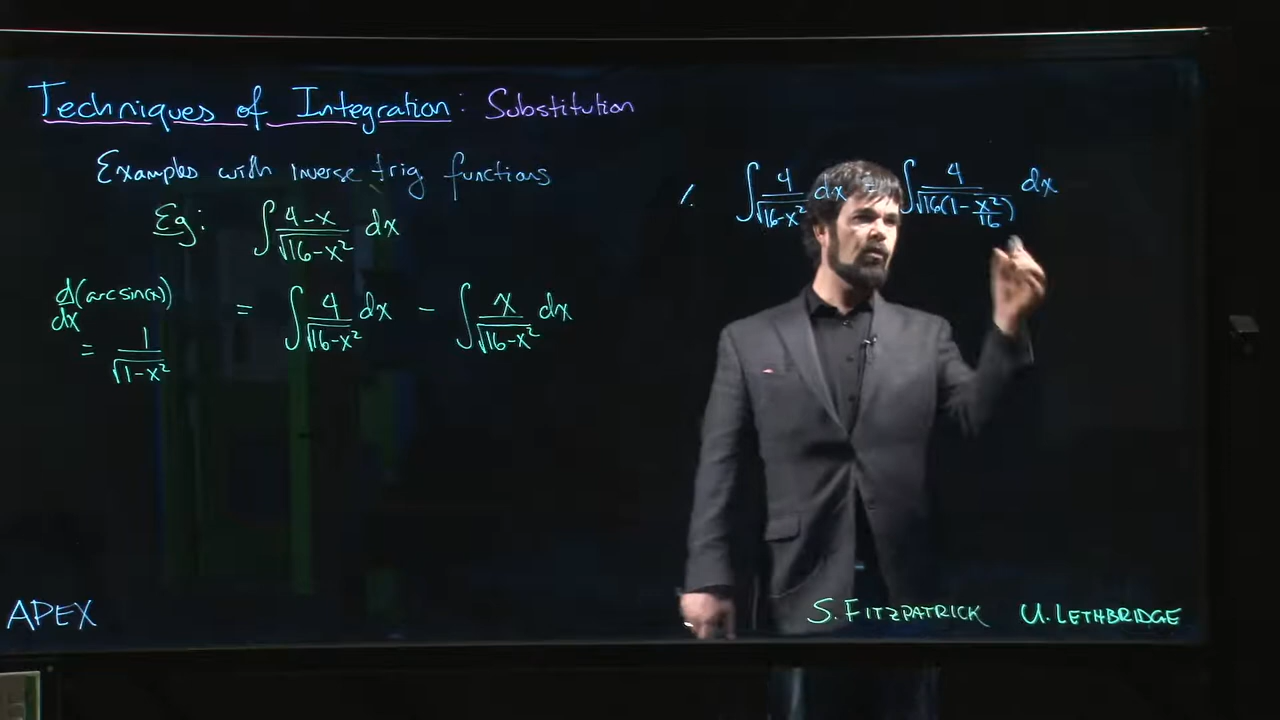 Techniques of Integration: Substitution
Examples with inverse trig functions
Eg: ∫ (4-x)/√(16-x²) dx
d/dx (arcsin(x)) = 1/√(1-x²)
= ∫ 4/√(16-x²) dx - ∫ x/√(16-x²) dx
∫ 4/√(16-x²) dx = ∫ 4/√(16(1-x²/16)) dx
APEX
S. FITZPATRICK U. LETHBRIDGE